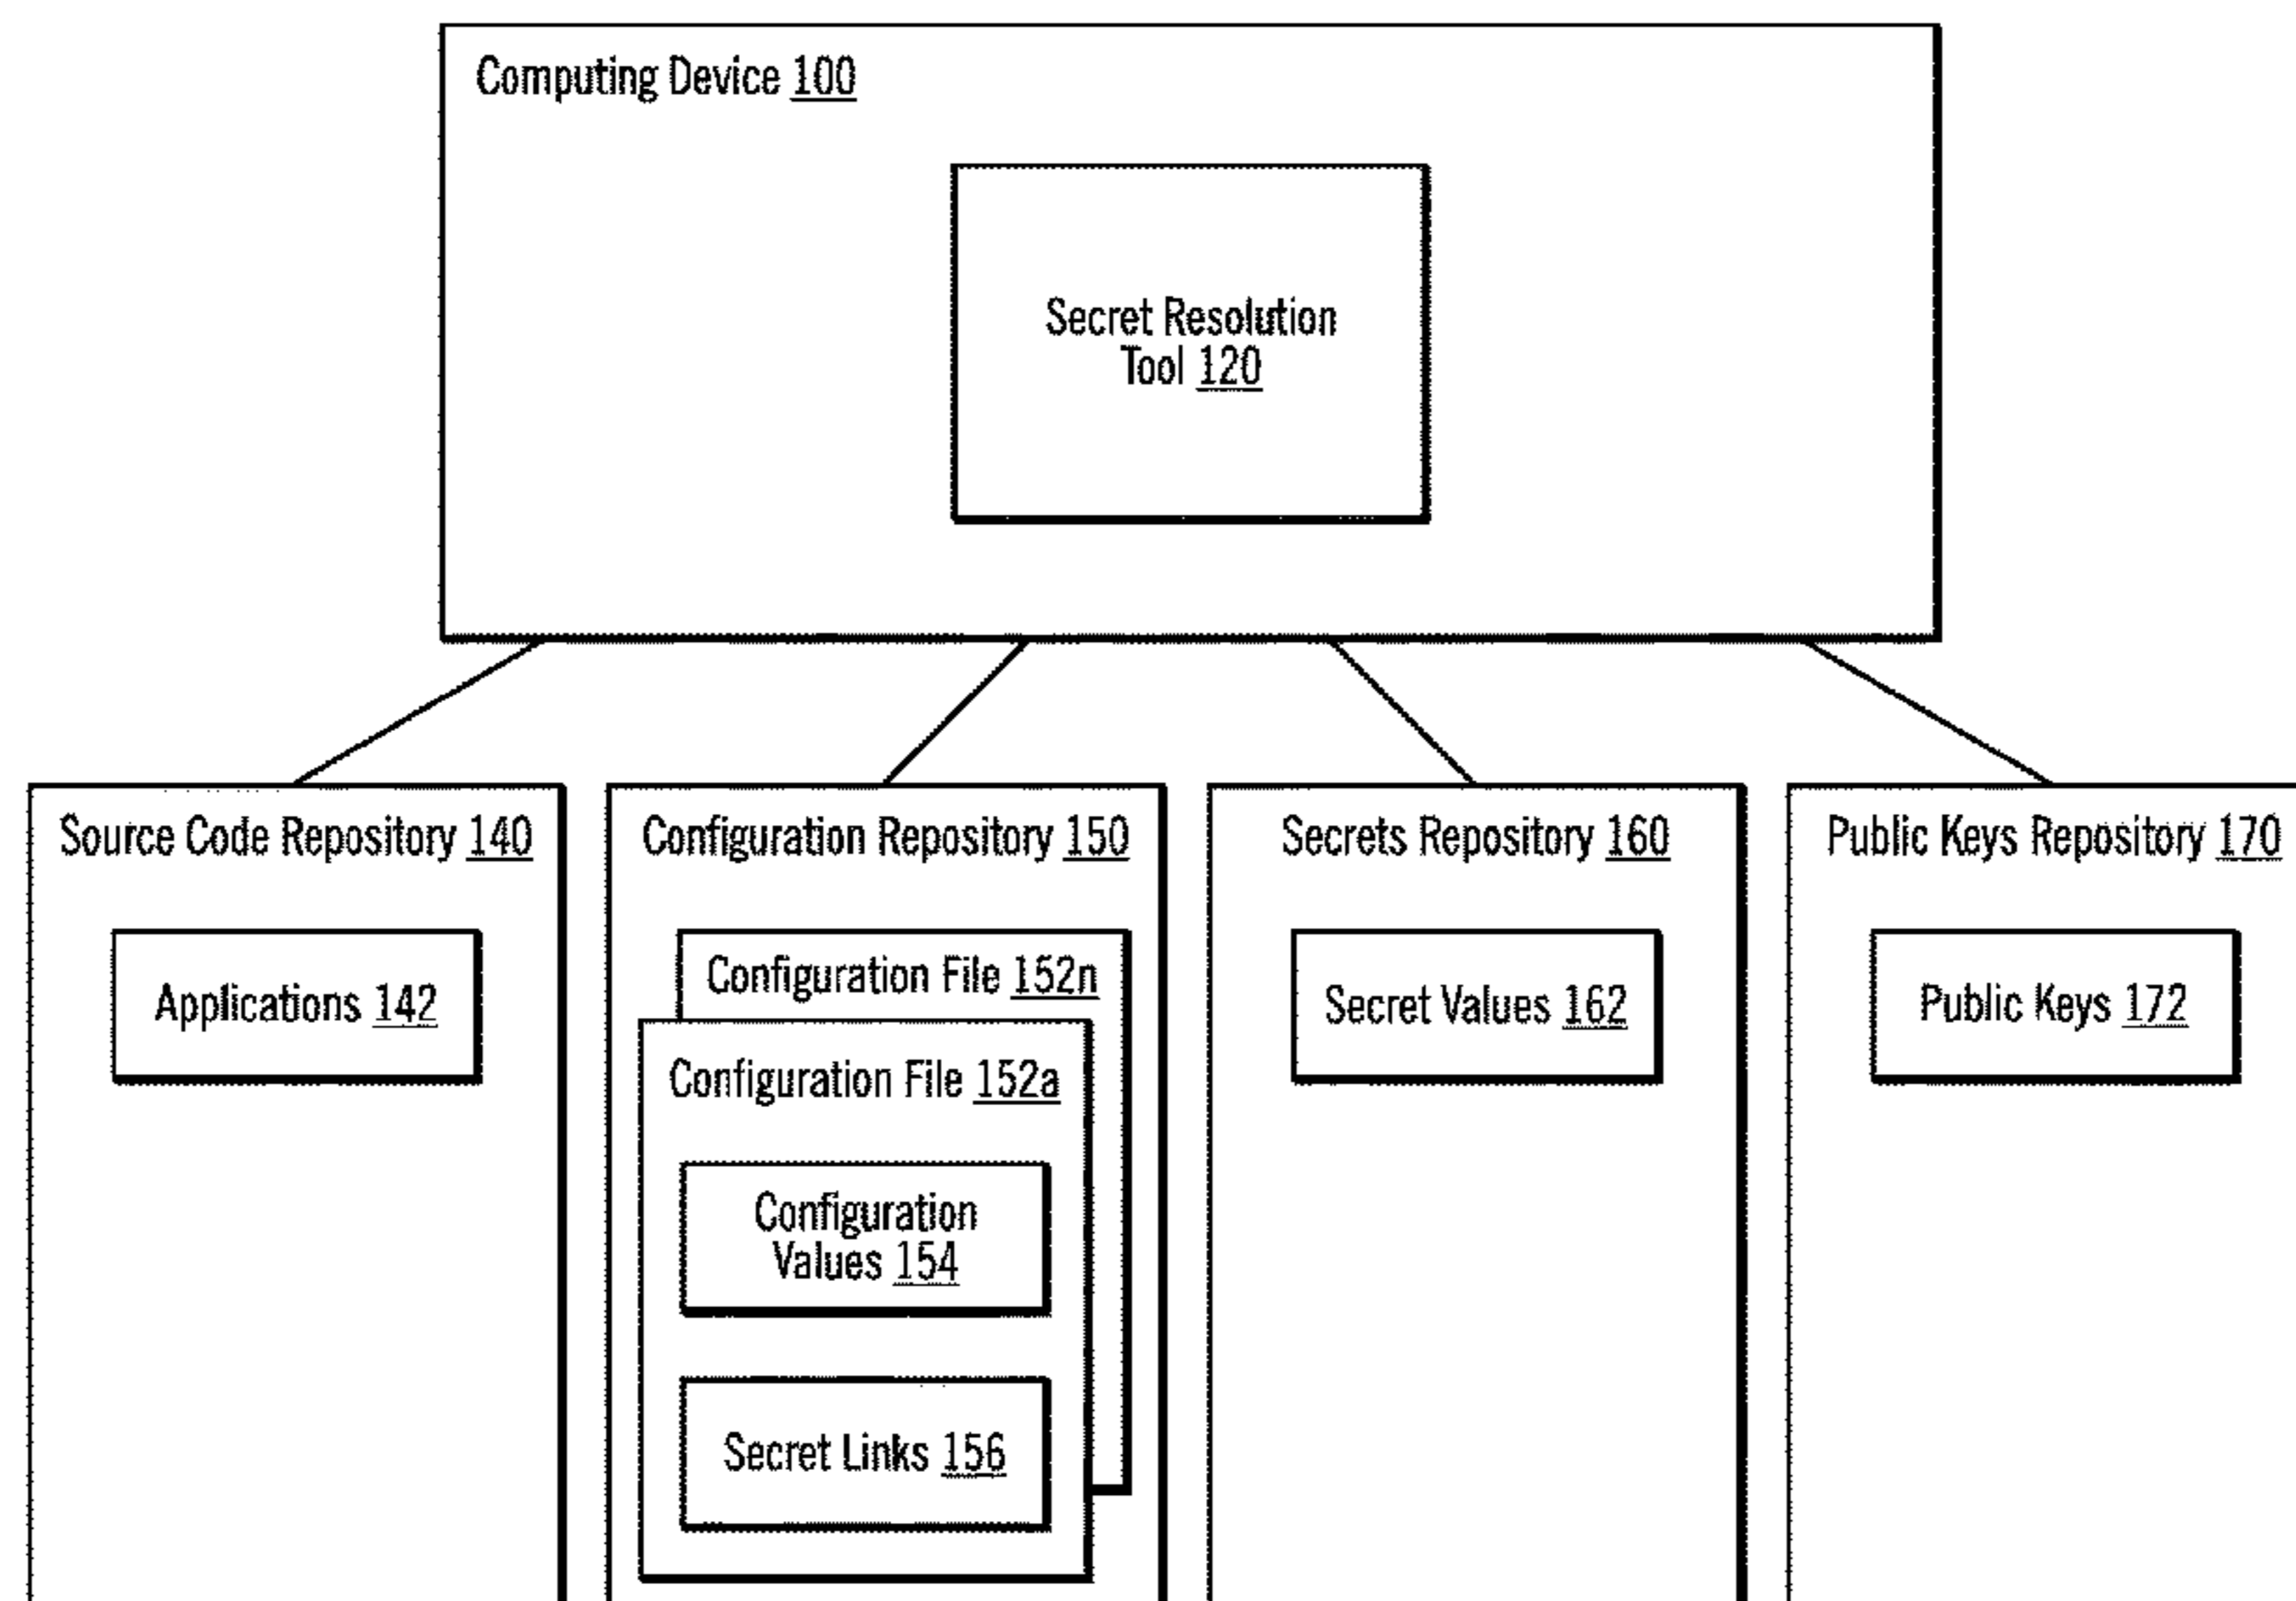 Computing Device 100
Secret Resolution
Tool 120
Source Code Repository 140
Applications 142
Configuration Repository 150
Configuration File 152n
Configuration File 152a
Configuration
Values 154
Secret Links 156
Secrets Repository 160
Secret Values 162
Public Keys Repository 170
Public Keys 172